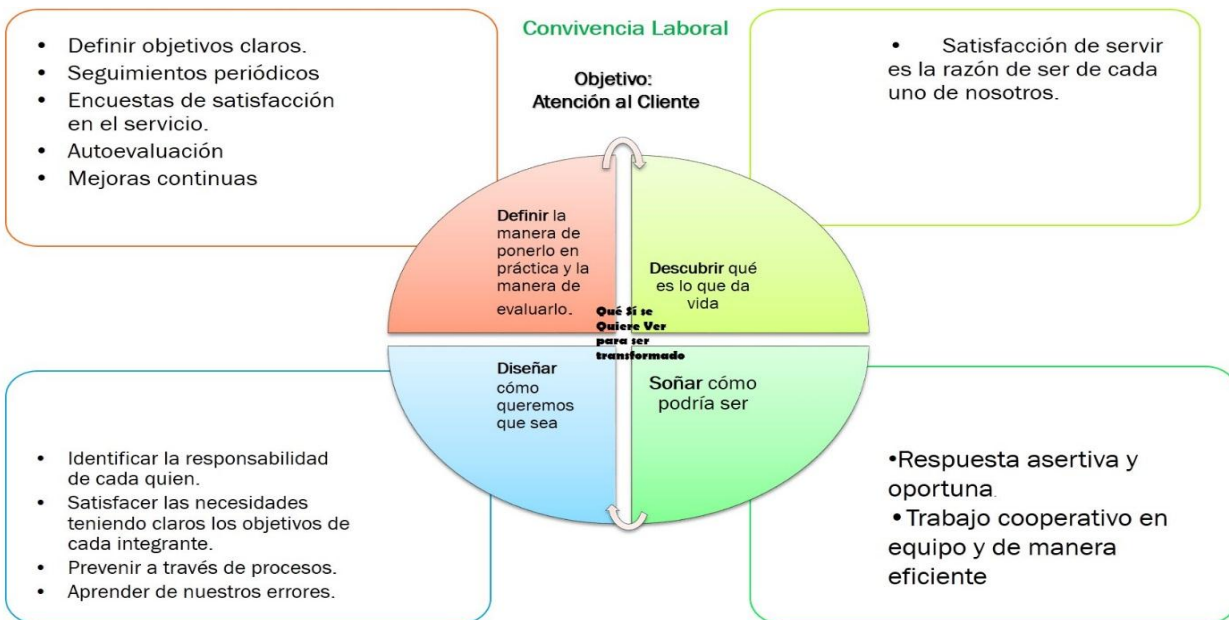 Convivencia Laboral
Objetivo:
Atención al Cliente
• Definir objetivos claros.
• Seguimientos periódicos
• Encuestas de satisfacción
en el servicio.
• Autoevaluación
• Mejoras continuas
• Satisfacción de servir
es la razón de ser de cada
uno de nosotros.
Definir la
manera de
ponerlo en
práctica y la
manera de
evaluarlo.
Descubrir qué
es lo que da
vida
Qué Sí se
Quiere Ver
para ser
transformado
Diseñar
cómo
queremos
que sea
Soñar cómo
podría ser
• Identificar la responsabilidad
de cada quien.
• Satisfacer las necesidades
teniendo claros los objetivos de
cada integrante.
• Prevenir a través de procesos.
• Aprender de nuestros errores.
•Respuesta asertiva y
oportuna.
• Trabajo cooperativo en
equipo y de manera
eficiente